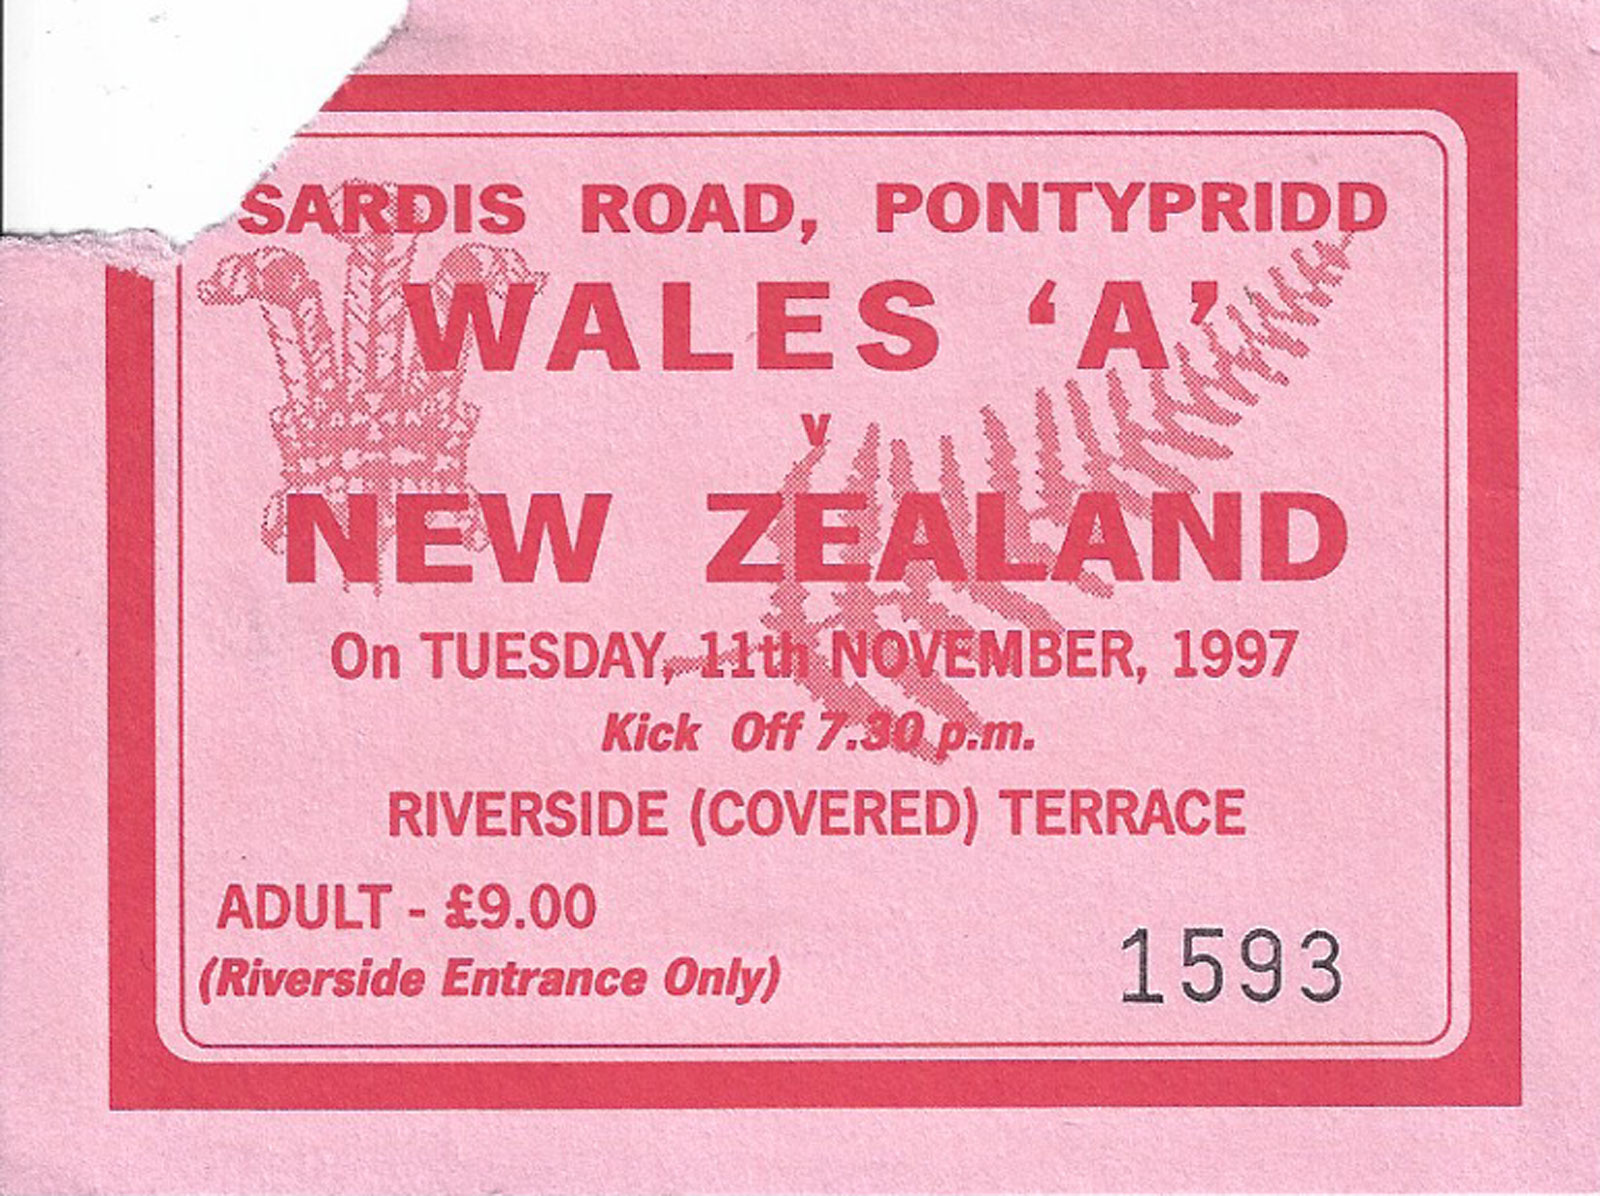 SARDIS ROAD, PONTYPRIDD
WALES ‘A’
v
NEW ZEALAND
On TUESDAY, 11th NOVEMBER, 1997
Kick Off 7.30 p.m.
RIVERSIDE (COVERED) TERRACE
ADULT - £9.00
(Riverside Entrance Only)
1593